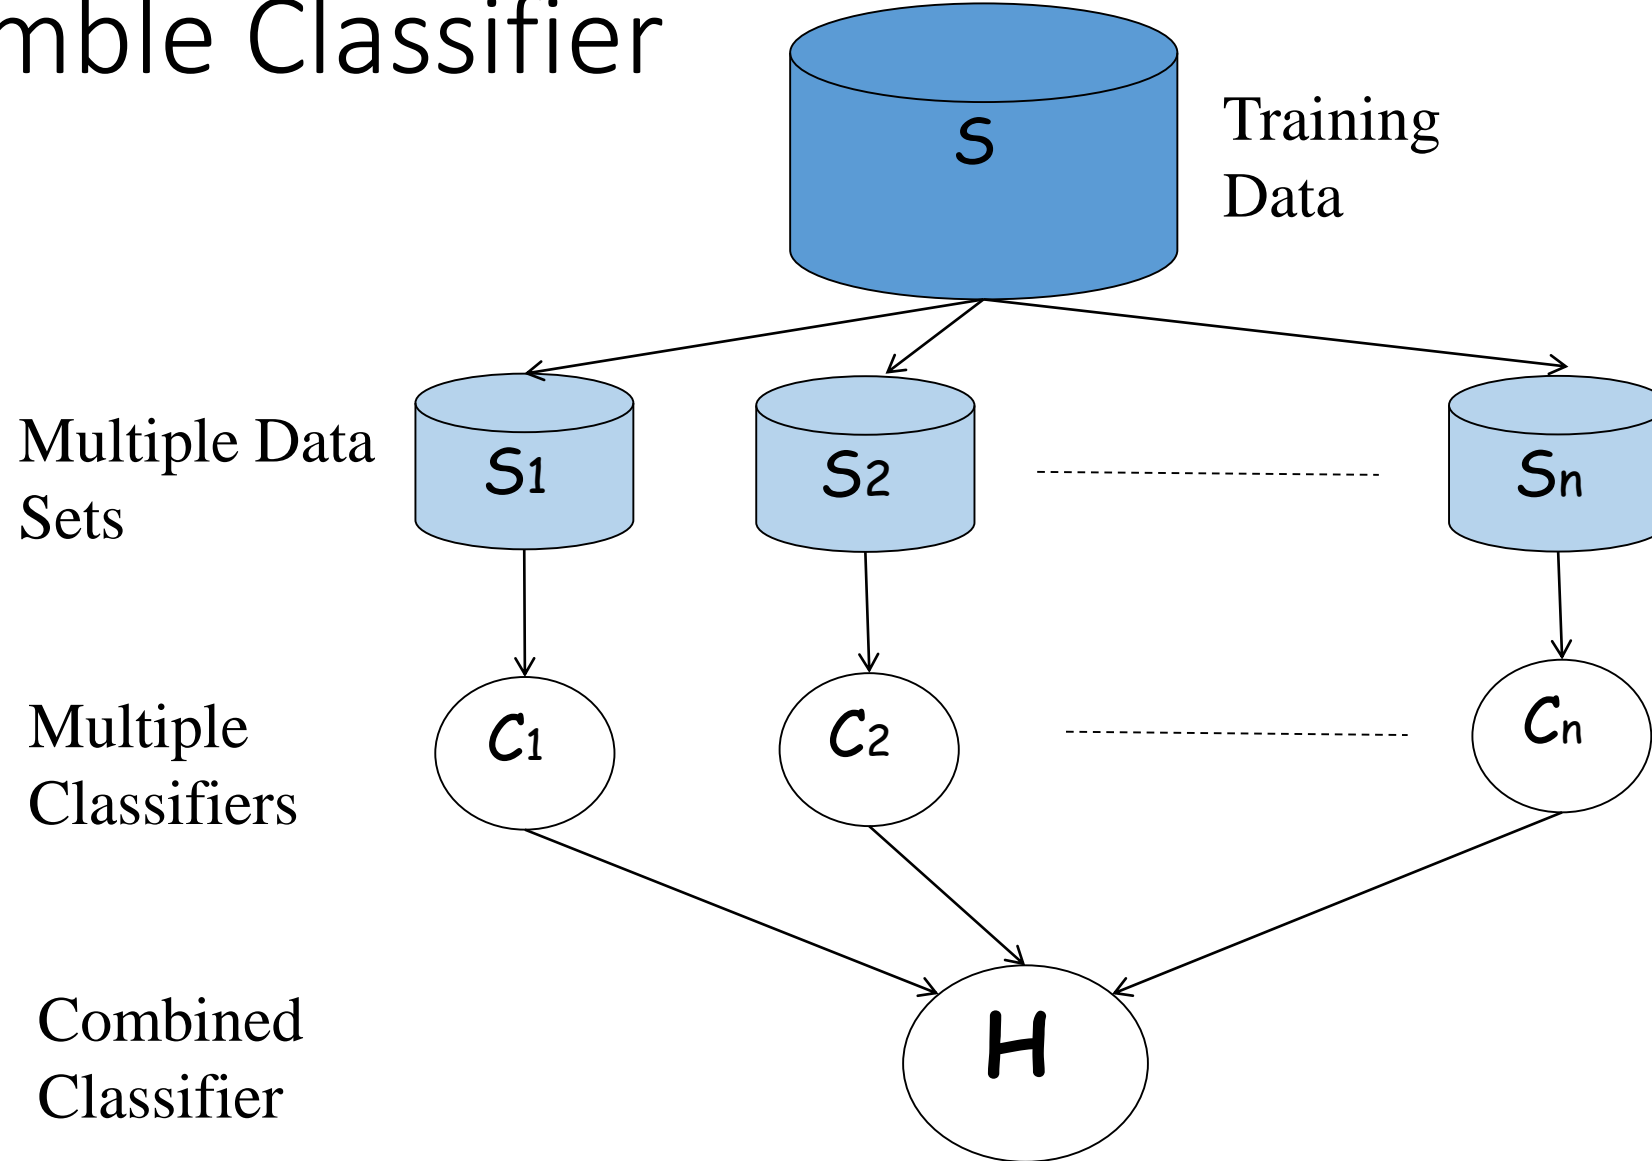 mble Classifier
S
Training
Data
Multiple Data
Sets
S1
S2
Sn
Multiple
Classifiers
C1
C2
Cn
Combined
Classifier
H